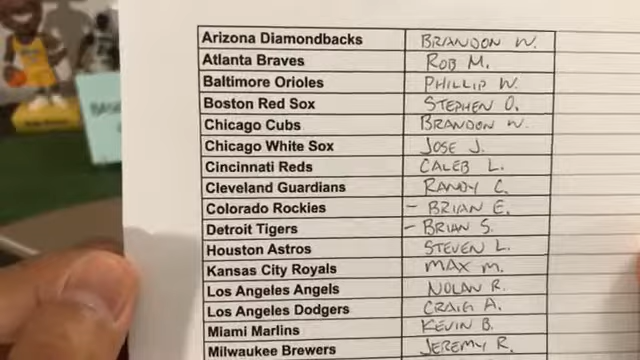 Arizona Diamondbacks BRANDON W.
Atlanta Braves ROB M.
Baltimore Orioles PHILLIP W.
Boston Red Sox STEPHEN O.
Chicago Cubs BRANDON W.
Chicago White Sox JOSE J.
Cincinnati Reds CALEB L.
Cleveland Guardians RANDY C.
Colorado Rockies - BRIAN E.
Detroit Tigers - BRIAN S.
Houston Astros STEVEN L.
Kansas City Royals MAX M.
Los Angeles Angels NOLAN R.
Los Angeles Dodgers CRAIG A.
Miami Marlins KEVIN B.
Milwaukee Brewers JEREMY R.